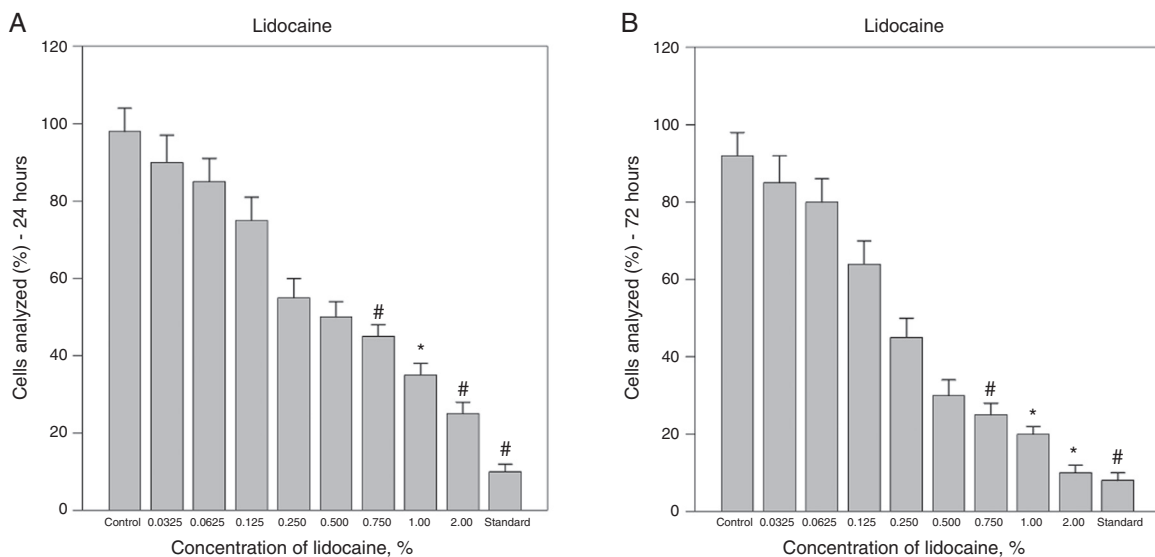 A
Lidocaine
120
100
80
60
40
20
0
Cells analyzed (%) - 24 hours
#
*
#
#
Control 0.0325 0.0625 0.125 0.250 0.500 0.750 1.00 2.00 Standard
Concentration of lidocaine, %
B
Lidocaine
120
100
80
60
40
20
0
Cells analyzed (%) - 72 hours
#
*
*
#
Control 0.0325 0.0625 0.125 0.250 0.500 0.750 1.00 2.00 Standard
Concentration of lidocaine, %